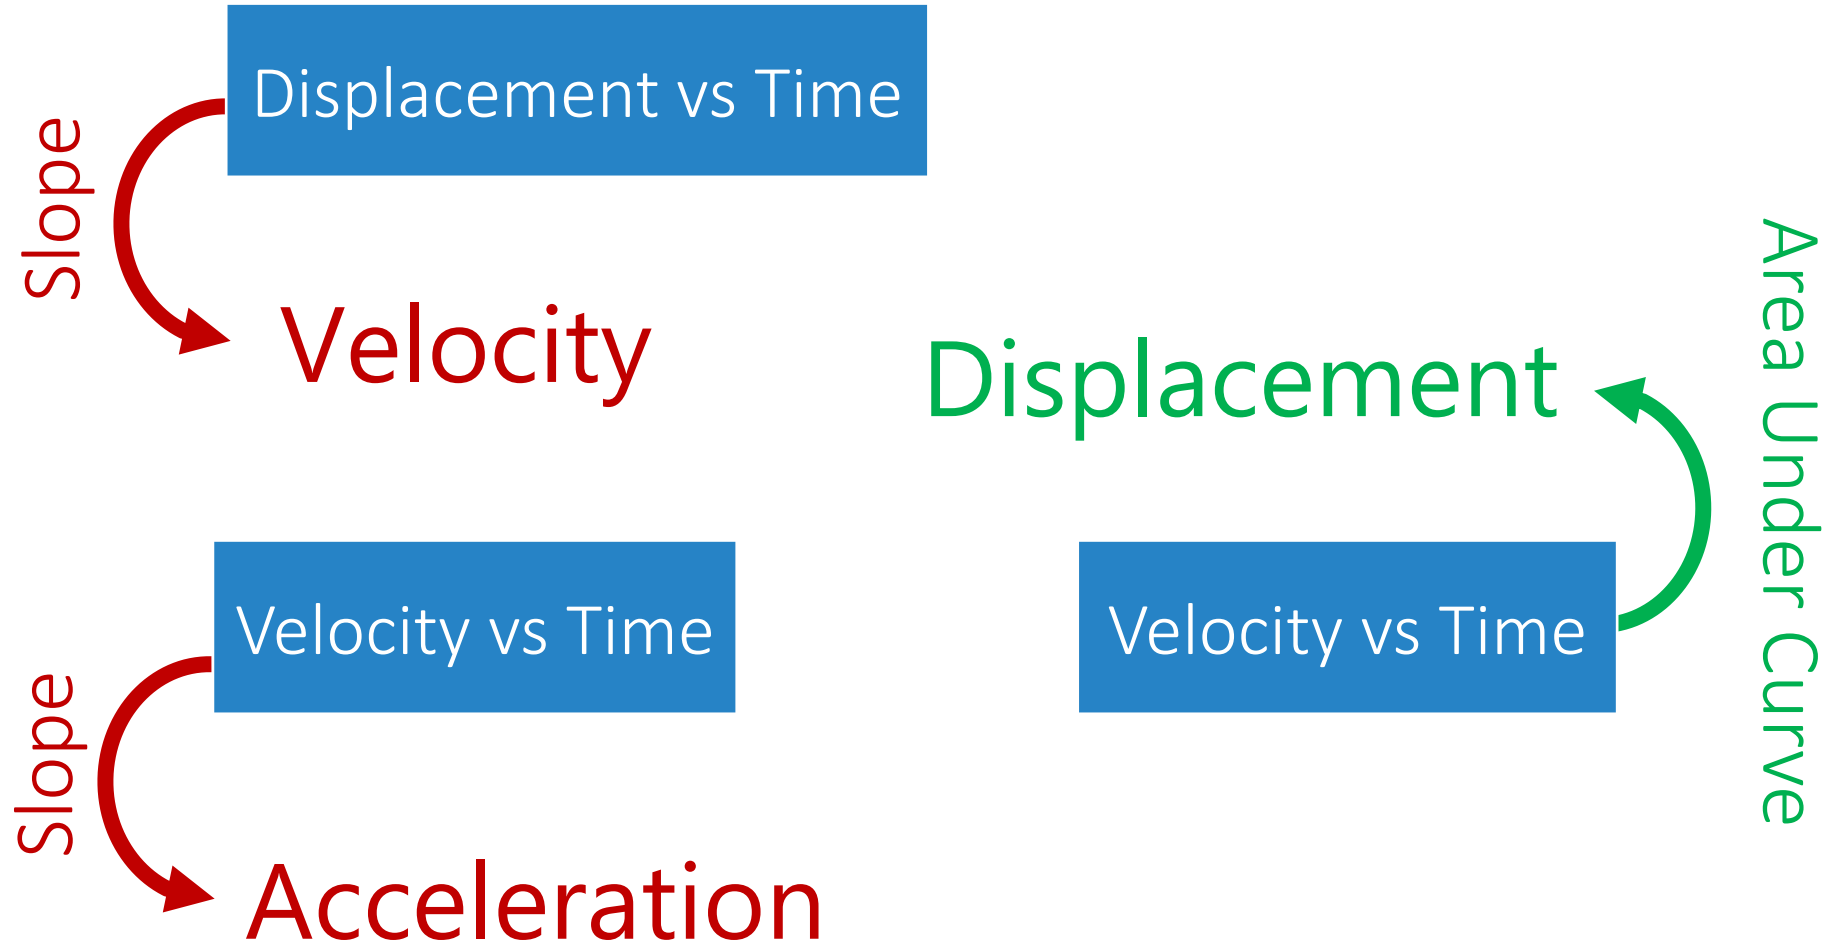 Displacement vs Time
Slope
Velocity
Velocity vs Time
Slope
Acceleration
Displacement
Velocity vs Time
Area Under Curve